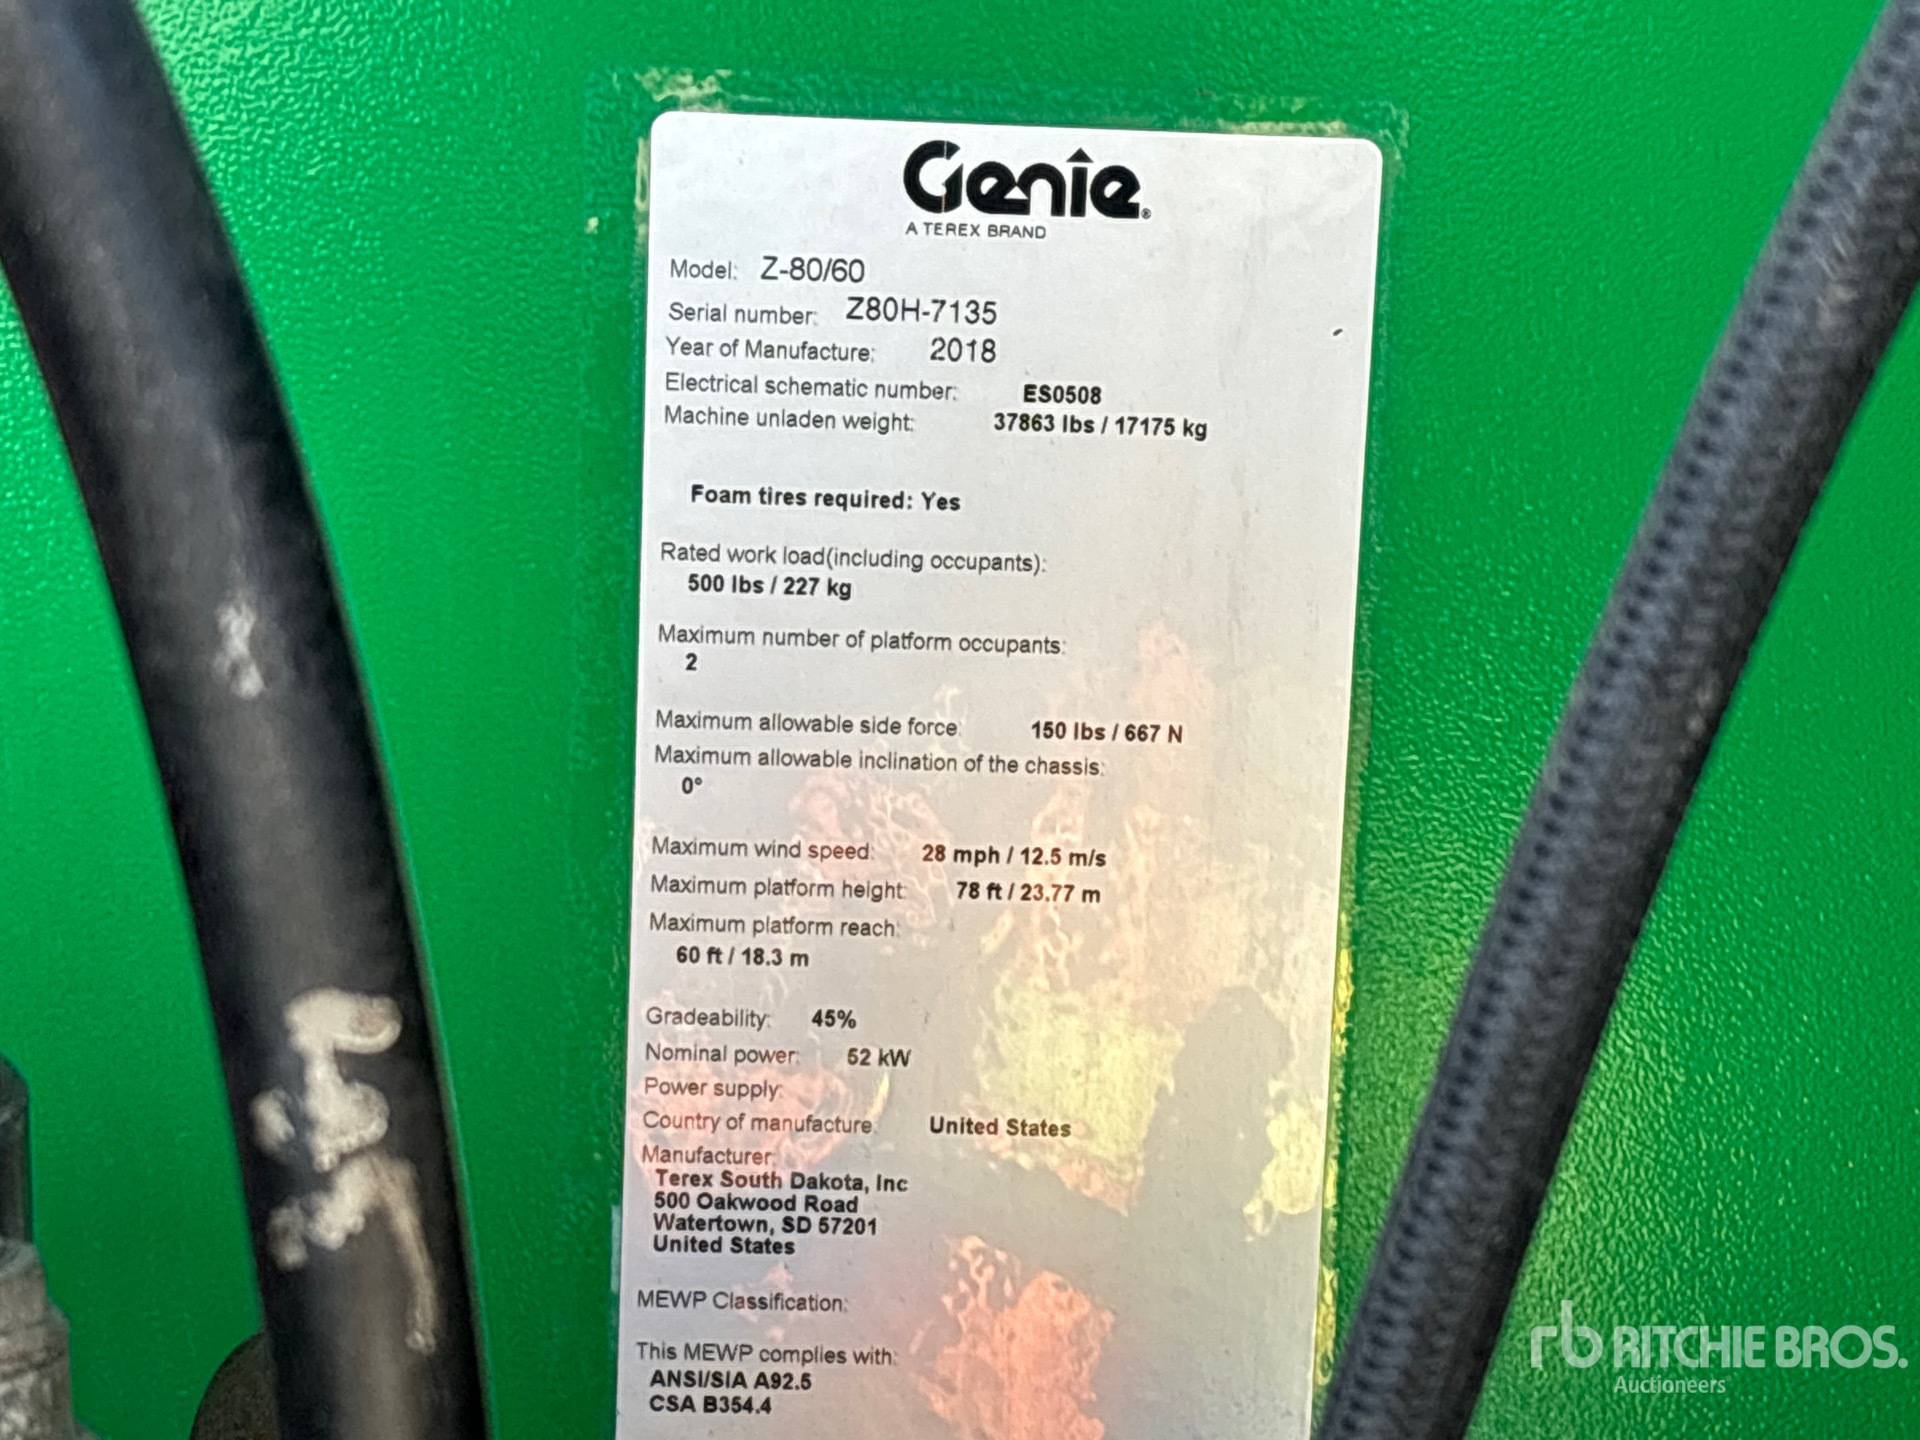 Genie®
A TEREX BRAND
Model: Z-80/60
Serial number: Z80H-7135
Year of Manufacture: 2018
Electrical schematic number: ES0508
Machine unladen weight: 37863 lbs / 17175 kg
Foam tires required: Yes
Rated work load(including occupants):
500 lbs / 227 kg
Maximum number of platform occupants:
2
Maximum allowable side force: 150 lbs / 667 N
Maximum allowable inclination of the chassis:
0°
Maximum wind speed: 28 mph / 12.5 m/s
Maximum platform height: 78 ft / 23.77 m
Maximum platform reach:
60 ft / 18.3 m
Gradeability: 45%
Nominal power: 52 kW
Power supply:
Country of manufacture: United States
Manufacturer:
Terex South Dakota, Inc
500 Oakwood Road
Watertown, SD 57201
United States
MEWP Classification:
This MEWP complies with:
ANSI/SIA A92.5
CSA B354.4
rb RITCHIE BROS.
Auctioneers